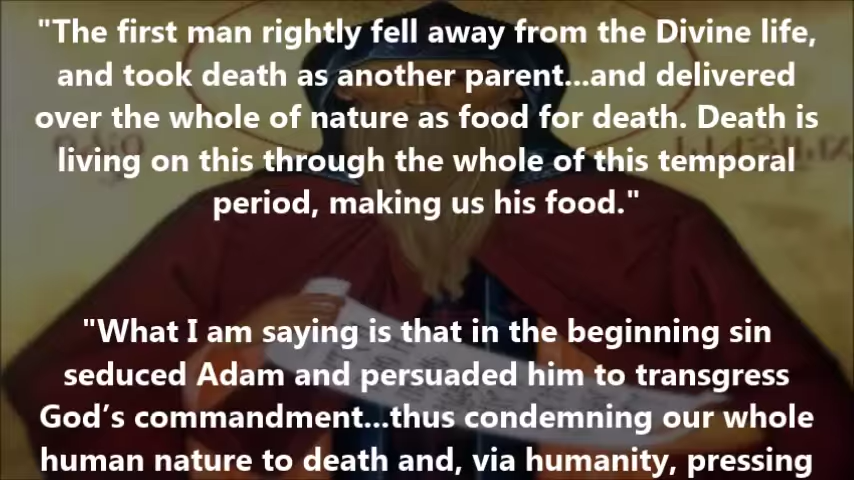 "The first man rightly fell away from the Divine life,
and took death as another parent...and delivered
over the whole of nature as food for death. Death is
living on this through the whole of this temporal
period, making us his food."
"What I am saying is that in the beginning sin
seduced Adam and persuaded him to transgress
God’s commandment...thus condemning our whole
human nature to death and, via humanity, pressing